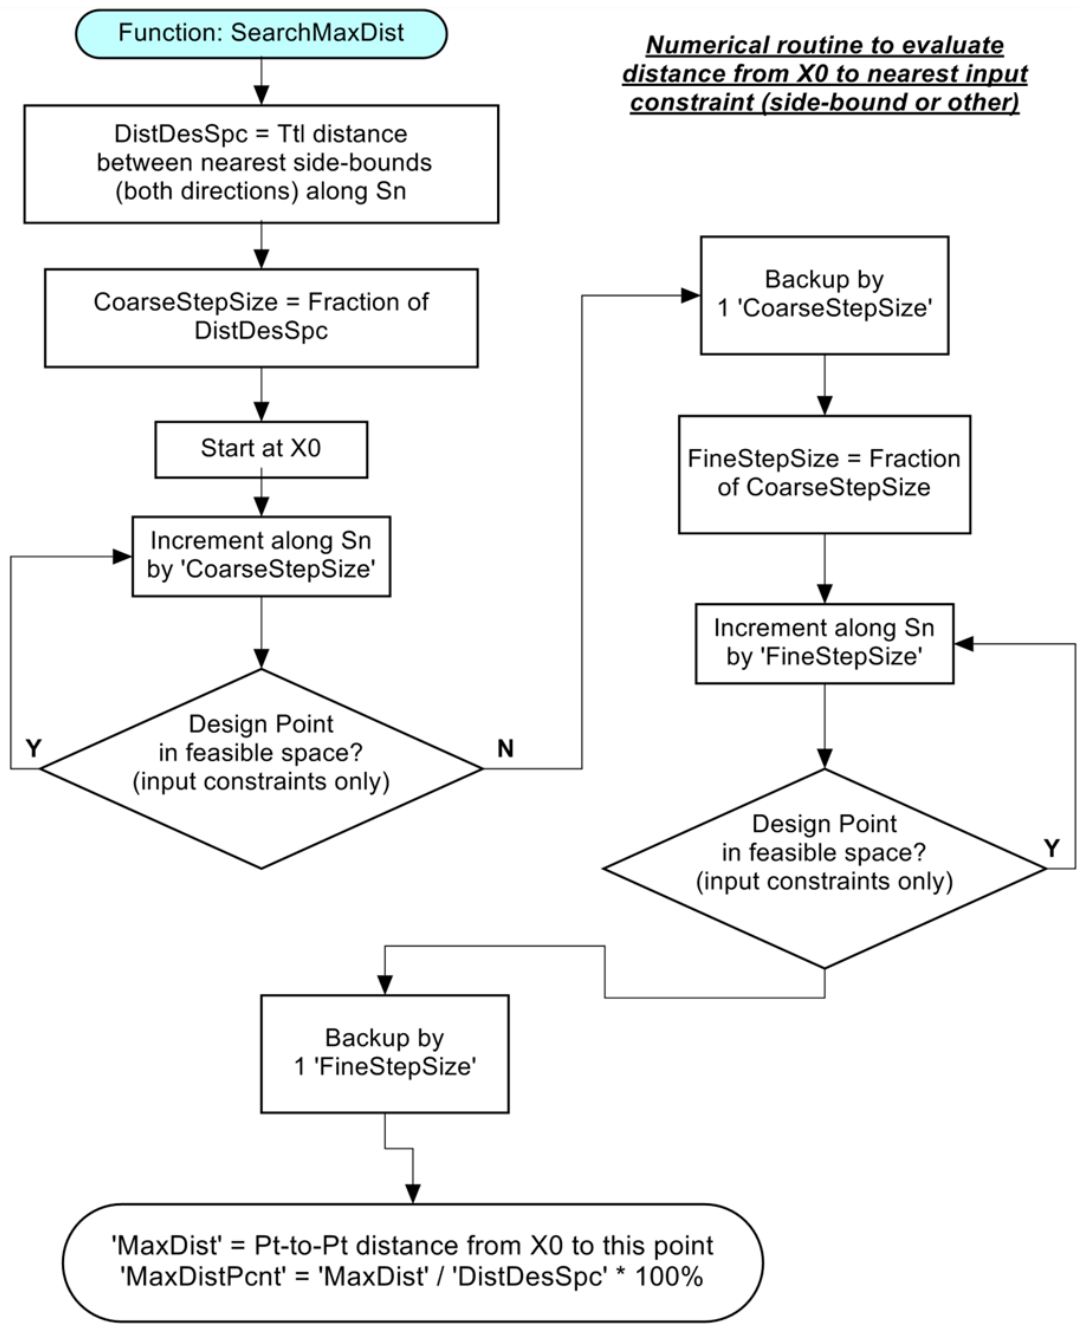 Function: SearchMaxDist
Numerical routine to evaluate
distance from X0 to nearest input
constraint (side-bound or other)
DistDesSpc = Ttl distance
between nearest side-bounds
(both directions) along Sn
CoarseStepSize = Fraction of
DistDesSpc
Start at X0
Increment along Sn
by 'CoarseStepSize'
Design Point
in feasible space?
(input constraints only)
Y
N
Backup by
1 'CoarseStepSize'
FineStepSize = Fraction
of CoarseStepSize
Increment along Sn
by 'FineStepSize'
Design Point
in feasible space?
(input constraints only)
Y
Backup by
1 'FineStepSize'
'MaxDist' = Pt-to-Pt distance from X0 to this point
'MaxDistPcnt' = 'MaxDist' / 'DistDesSpc' * 100%